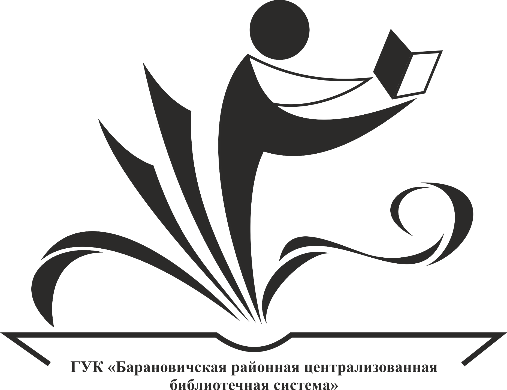 ГУК «Барановичская районная централизованная
библиотечная система»